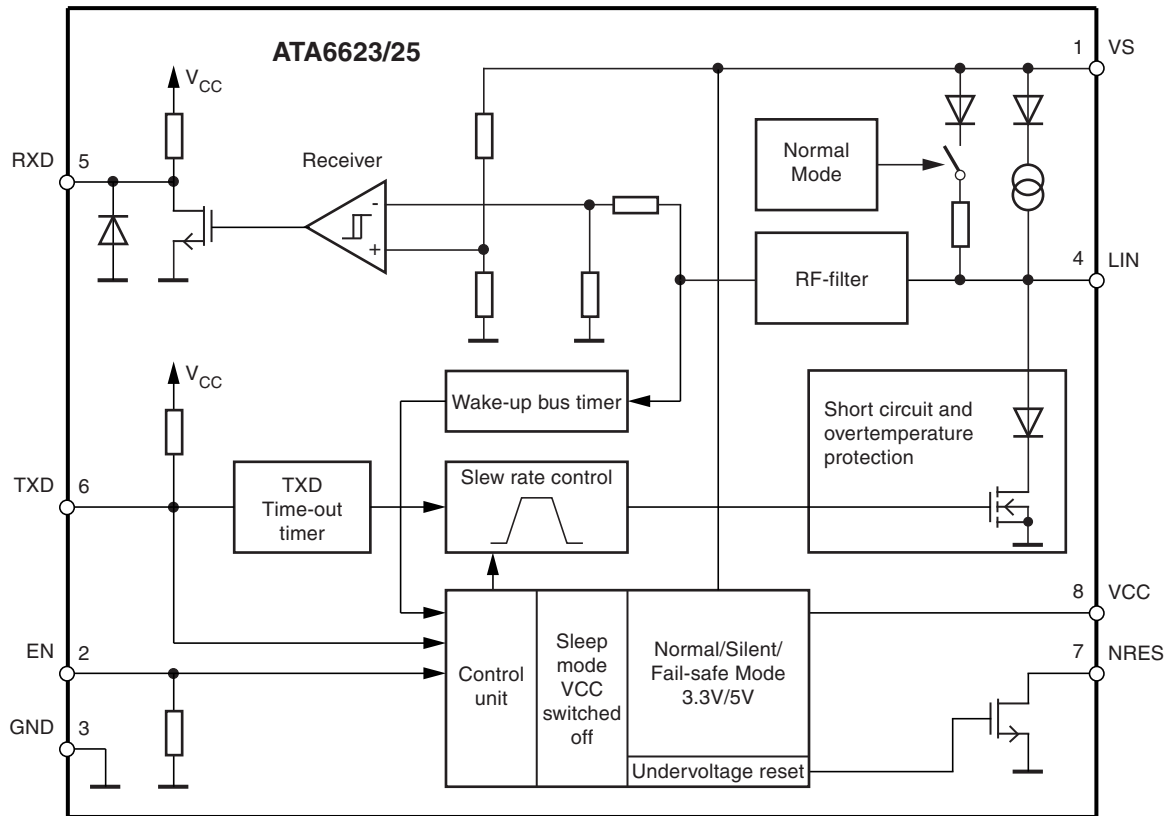 ATA6623/25
1 VS
VCC
RXD 5
Receiver
-
+
Normal
Mode
RF-filter
4 LIN
VCC
Wake-up bus timer
Short circuit and
overtemperature
protection
TXD 6
TXD
Time-out
timer
Slew rate control
8 VCC
EN 2
Control
unit
Sleep
mode
VCC
switched
off
Normal/Silent/
Fail-safe Mode
3.3V/5V
7 NRES
GND 3
Undervoltage reset